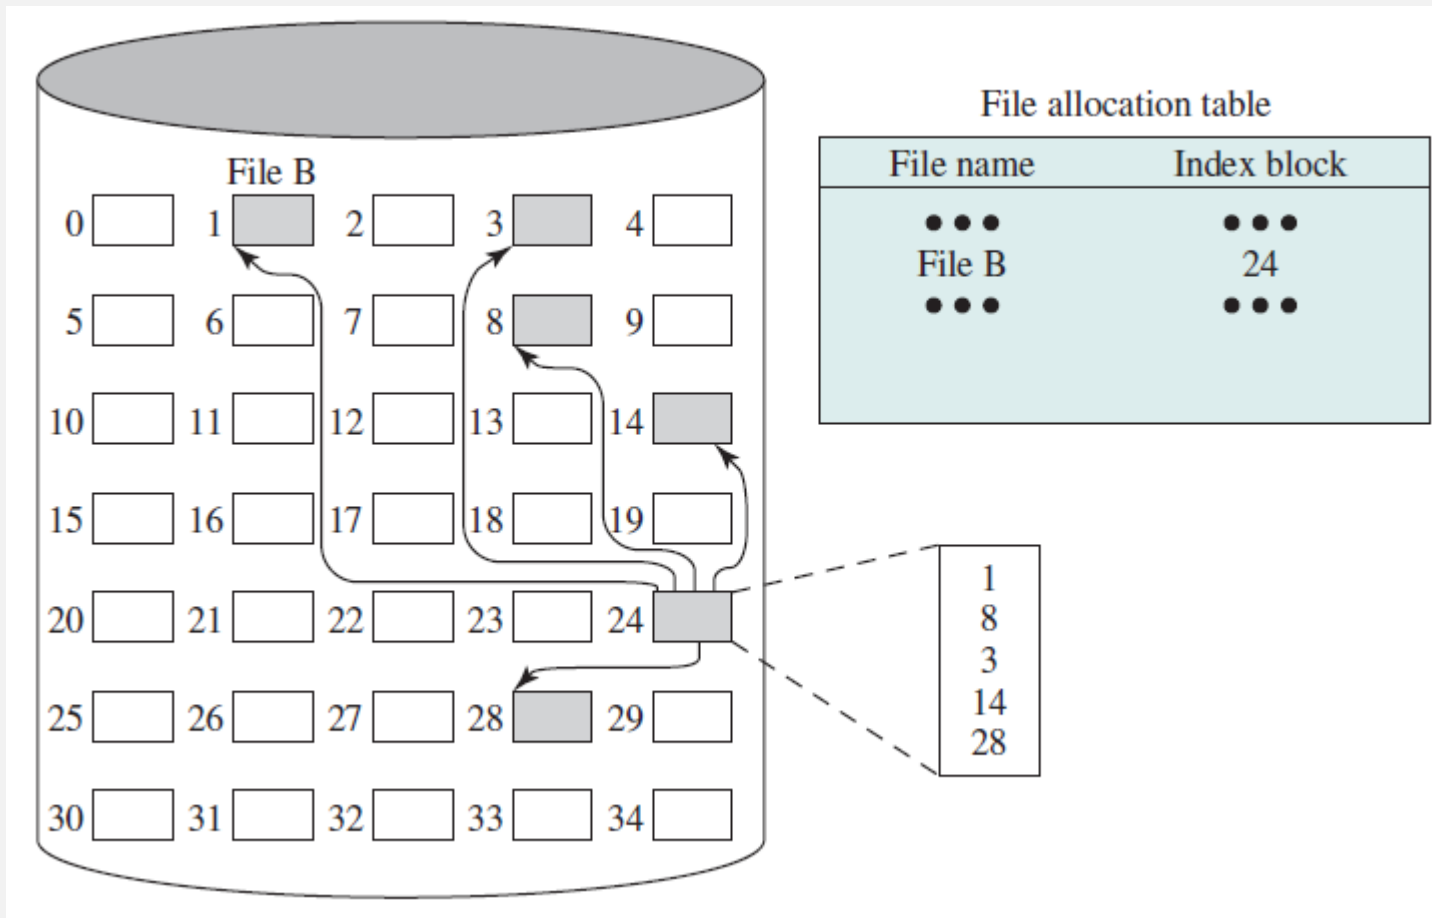 File allocation table
File name Index block
••• •••
File B 24
••• •••
File B
0 1 2 3 4
5 6 7 8 9
10 11 12 13 14
15 16 17 18 19
20 21 22 23 24
25 26 27 28 29
30 31 32 33 34
1
8
3
14
28